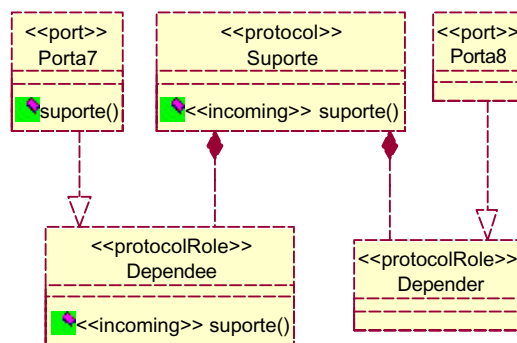 <<port>>
Porta7
suporte()
<<protocol>>
Suporte
<<incoming>> suporte()
<<port>>
Porta8
<<protocolRole>>
Dependee
<<incoming>> suporte()
<<protocolRole>>
Depender